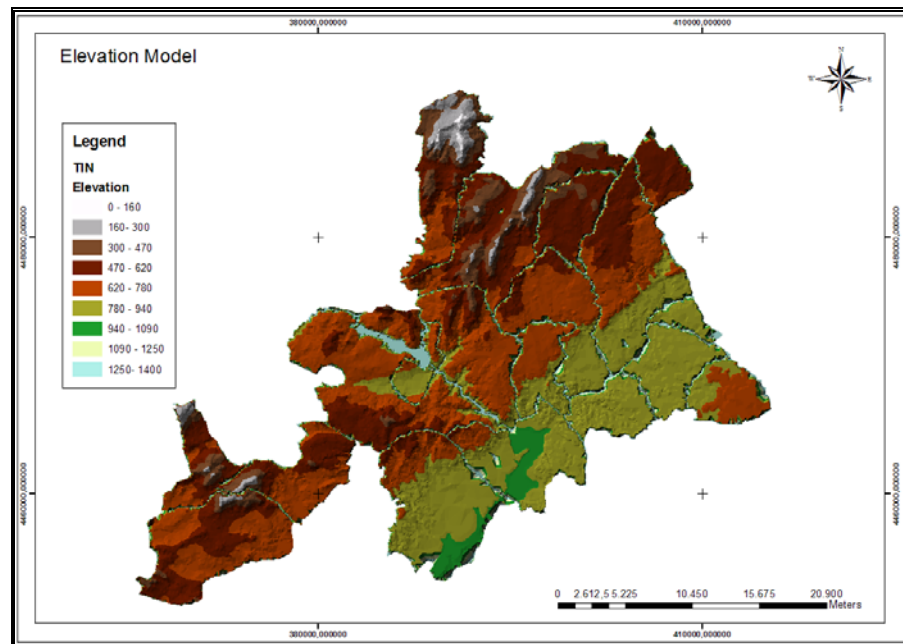 380000,000000
410000,000000
Elevation Model
N
W
E
S
Legend
TIN
Elevation
0 - 160
160- 300
300 - 470
470 - 620
620 - 780
780 - 940
940 - 1090
1090 - 1250
1250- 1400
4480000,000000
4480000,000000
4460000,000000
4460000,000000
0 2.612,5 5.225 10.450 15.675 20.900
Meters
380000,000000
410000,000000